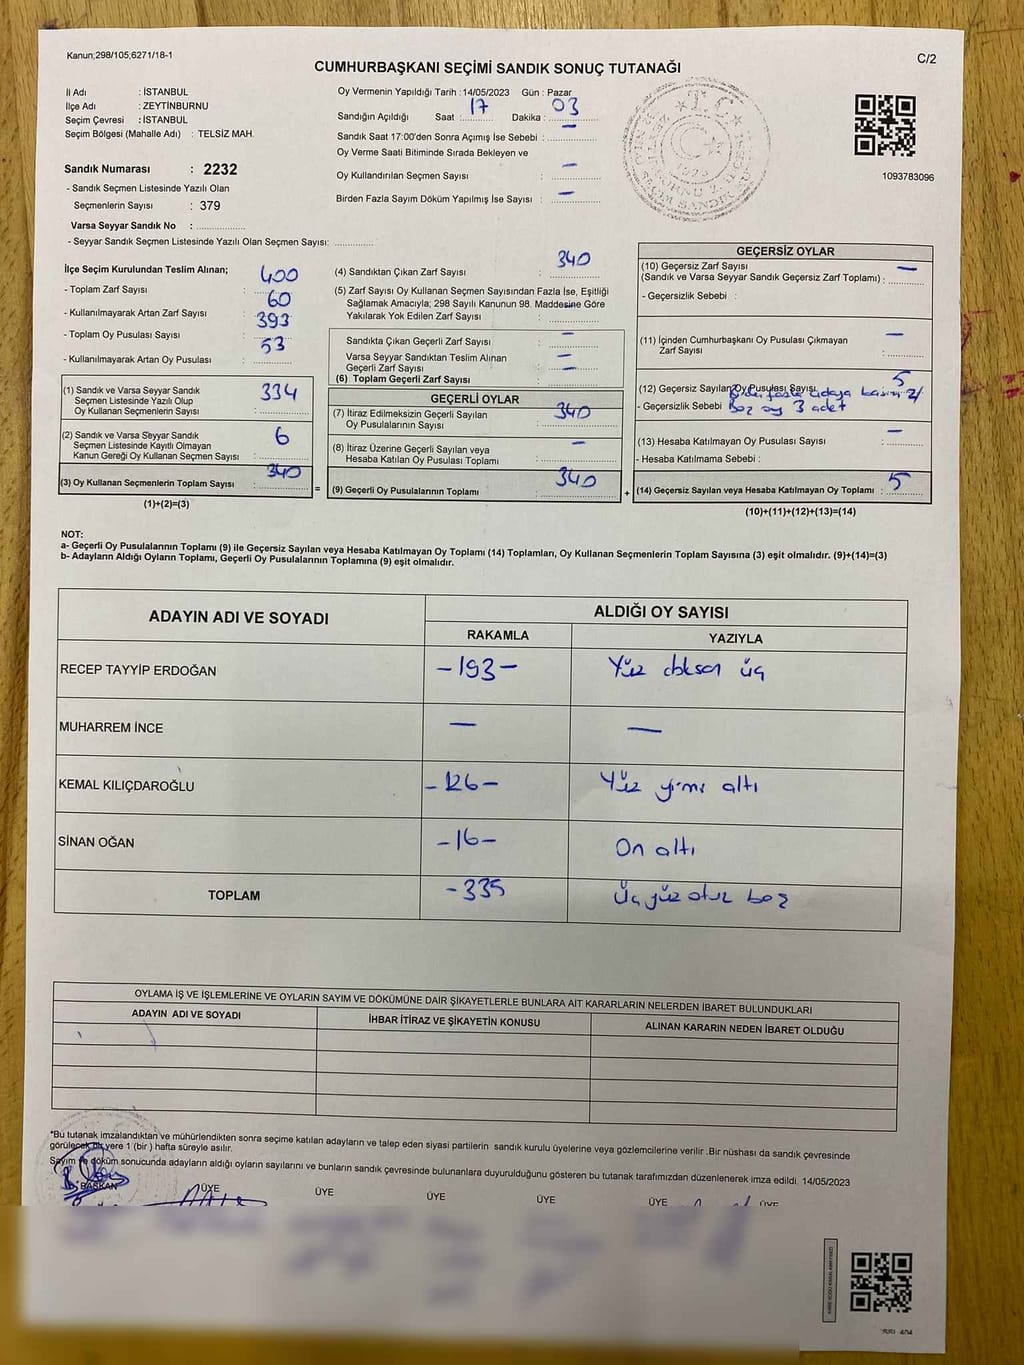 Kanun;298/105;6271/18-1
C/2
CUMHURBAŞKANI SEÇİMİ SANDIK SONUÇ TUTANAĞI
İl Adı : İSTANBUL
İlçe Adı : ZEYTİNBURNU
Seçim Çevresi : İSTANBUL
Seçim Bölgesi (Mahalle Adı) : TELSİZ MAH.
Sandık Numarası : 2232
- Sandık Seçmen Listesinde Yazılı Olan
Seçmenlerin Sayısı : 379
Varsa Seyyar Sandık No :
- Seyyar Sandık Seçmen Listesinde Yazılı Olan Seçmen Sayısı:
Oy Vermenin Yapıldığı Tarih : 14/05/2023 Gün : Pazar
Sandığın Açıldığı Saat : 17 Dakika : 03
Sandık Saat 17:00'den Sonra Açımış İse Sebebi : —
Oy Verme Saati Bitiminde Sırada Bekleyen ve
Oy Kullandırılan Seçmen Sayısı : —
Birden Fazla Sayım Döküm Yapılmış İse Sayısı : —
1093783096
İlçe Seçim Kurulundan Teslim Alınan;
- Toplam Zarf Sayısı : 400
- Kullanılmayarak Artan Zarf Sayısı : 60
- Toplam Oy Pusulası Sayısı : 393
- Kullanılmayarak Artan Oy Pusulası : 53
(1) Sandık ve Varsa Seyyar Sandık
Seçmen Listesinde Yazılı Olup
Oy Kullanan Seçmenlerin Sayısı : 334
(2) Sandık ve Varsa Seyyar Sandık
Seçmen Listesinde Kayıtlı Olmayan
Kanun Gereği Oy Kullanan Seçmen Sayısı : 6
(3) Oy Kullanan Seçmenlerin Toplam Sayısı : 340
(1)+(2)=(3)
(4) Sandıktan Çıkan Zarf Sayısı : 340
(5) Zarf Sayısı Oy Kullanan Seçmen Sayısından Fazla İse, Eşitliği
Sağlamak Amacıyla; 298 Sayılı Kanunun 98. Maddesine Göre
Yakılarak Yok Edilen Zarf Sayısı :
Sandıkta Çıkan Geçerli Zarf Sayısı : —
Varsa Seyyar Sandıktan Teslim Alınan
Geçerli Zarf Sayısı : —
(6) Toplam Geçerli Zarf Sayısı : —
GEÇERLİ OYLAR
(7) İtiraz Edilmeksizin Geçerli Sayılan
Oy Pusulalarının Sayısı : 340
(8) İtiraz Üzerine Geçerli Sayılan veya
Hesaba Katılan Oy Pusulası Toplamı : —
= (9) Geçerli Oy Pusulalarının Toplamı : 340
GEÇERSİZ OYLAR
(10) Geçersiz Zarf Sayısı
(Sandık ve Varsa Seyyar Sandık Geçersiz Zarf Toplamı) : —
- Geçersizlik Sebebi :
(11) İçinden Cumhurbaşkanı Oy Pusulası Çıkmayan
Zarf Sayısı : —
(12) Geçersiz Sayılan Oy Pusulası Sayısı 5
- Geçersizlik Sebebi Birden fazla adaya basım 2
Boş oy 3 adet
(13) Hesaba Katılmayan Oy Pusulası Sayısı : —
- Hesaba Katılmama Sebebi :
+ (14) Geçersiz Sayılan veya Hesaba Katılmayan Oy Toplamı : 5
(10)+(11)+(12)+(13)=(14)
NOT:
a- Geçerli Oy Pusulalarının Toplamı (9) ile Geçersiz Sayılan veya Hesaba Katılmayan Oy Toplamı (14) Toplamları, Oy Kullanan Seçmenlerin Toplam Sayısına (3) eşit olmalıdır. (9)+(14)=(3)
b- Adayların Aldığı Oyların Toplamı, Geçerli Oy Pusulalarının Toplamına (9) eşit olmalıdır.
ADAYIN ADI VE SOYADI
ALDIĞI OY SAYISI
RAKAMLA YAZIYLA
RECEP TAYYİP ERDOĞAN -193- Yüz doksan üç
MUHARREM İNCE — —
KEMAL KILIÇDAROĞLU -126- Yüz yirmi altı
SİNAN OĞAN -16- On altı
TOPLAM -335 Üç yüz otuz beş
OYLAMA İŞ VE İŞLEMLERİNE VE OYLARIN SAYIM VE DÖKÜMÜNE DAİR ŞİKAYETLERLE BUNLARA AİT KARARLARIN NELERDEN İBARET BULUNDUKLARI
ADAYIN ADI VE SOYADI İHBAR İTİRAZ VE ŞİKAYETİN KONUSU ALINAN KARARIN NEDEN İBARET OLDUĞU
*Bu tutanak imzalandıktan ve mühürlendikten sonra seçime katılan adayların ve talep eden siyasi partilerin sandık kurulu üyelerine veya gözlemcilerine verilir .Bir nüshası da sandık çevresinde
görülecek bir yere 1 (bir ) hafta süreyle asılır.
Sayım ve döküm sonucunda adayların aldığı oyların sayılarını ve bunların sandık çevresinde bulunanlara duyurulduğunu gösteren bu tutanak tarafımızdan düzenlenerek imza edildi. 14/05/2023
BAŞKAN ÜYE ÜYE ÜYE ÜYE ÜYE ÜYE